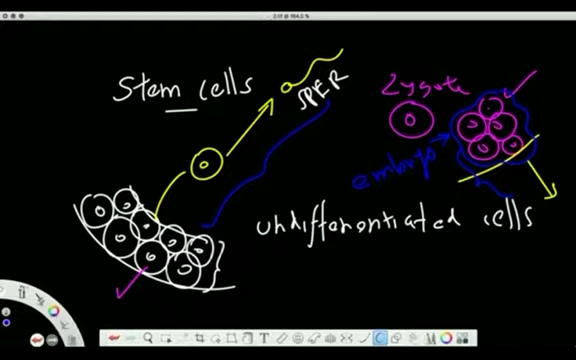 Stem cells
SPER
Zygote
embryo
undifferentiated cells